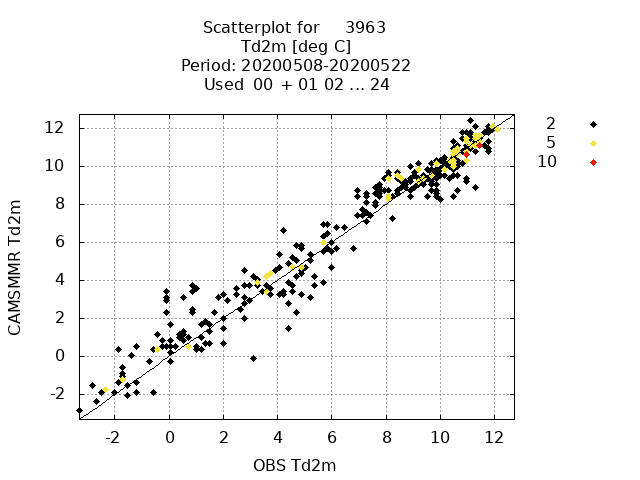 Scatterplot for 3963
Td2m [deg C]
Period: 20200508-20200522
Used 00 + 01 02 ... 24
2
5
10
12
10
8
6
4
2
0
-2
CAMSMMR Td2m
-2 0 2 4 6 8 10 12
OBS Td2m